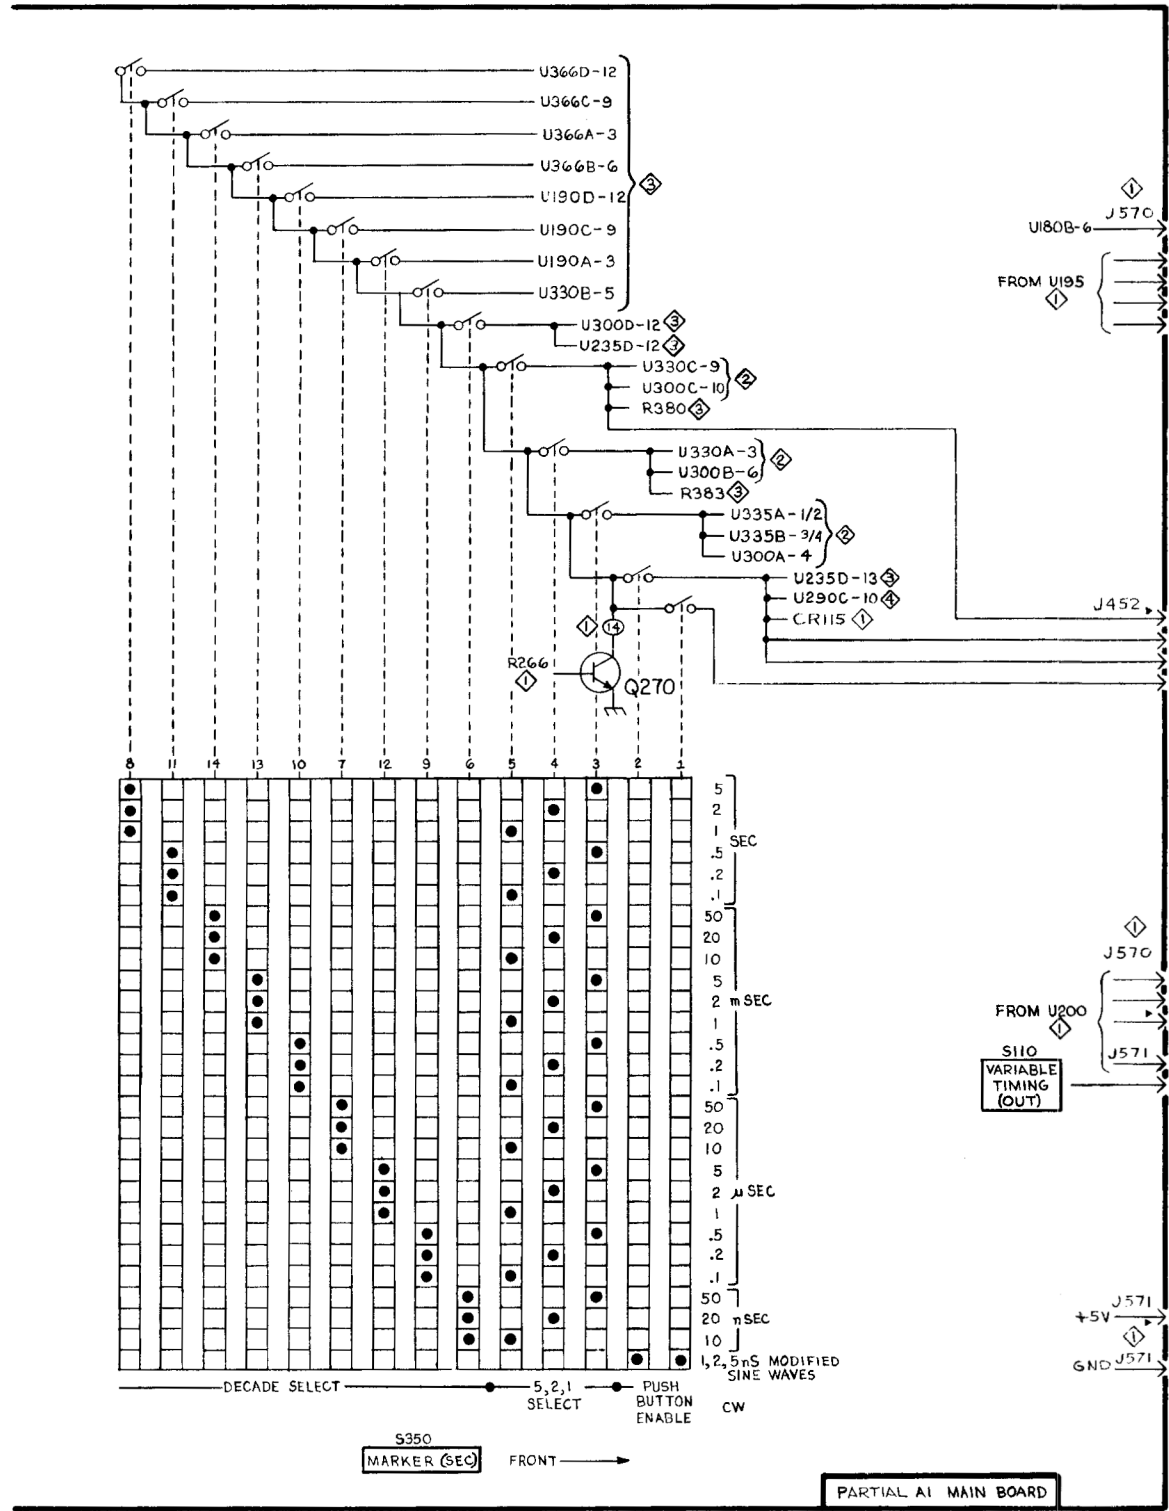 U366D-12
U366C-9
U366A-3
U366B-6
U190D-12
3
U190C-9
U190A-3
U330B-5
U300D-12 3
U235D-12 3
U330C-9
U300C-10
2
R380 3
U330A-3
U300B-6
2
R383 3
U335A-1/2
U335B-3/4
2
U300A-4
U235D-13 3
U290C-10 4
CR115 1
1
14
R266
1
Q270
1
J570
U180B-6
FROM U195
1
J452
8 11 14 13 10 7 12 9 6 5 4 3 2 1
5
2
1
SEC
.5
.2
.1
50
20
10
5
2 mSEC
1
.5
.2
.1
50
20
10
5
2 µSEC
1
.5
.2
.1
50
20 nSEC
10
1,2,5nS MODIFIED
SINE WAVES
DECADE SELECT
5,2,1
SELECT
PUSH
BUTTON
ENABLE
CW
S350
MARKER (SEC)
FRONT
1
J570
FROM U200
1
J571
S110
VARIABLE
TIMING
(OUT)
J571
+5V
1
GND J571
PARTIAL A1 MAIN BOARD